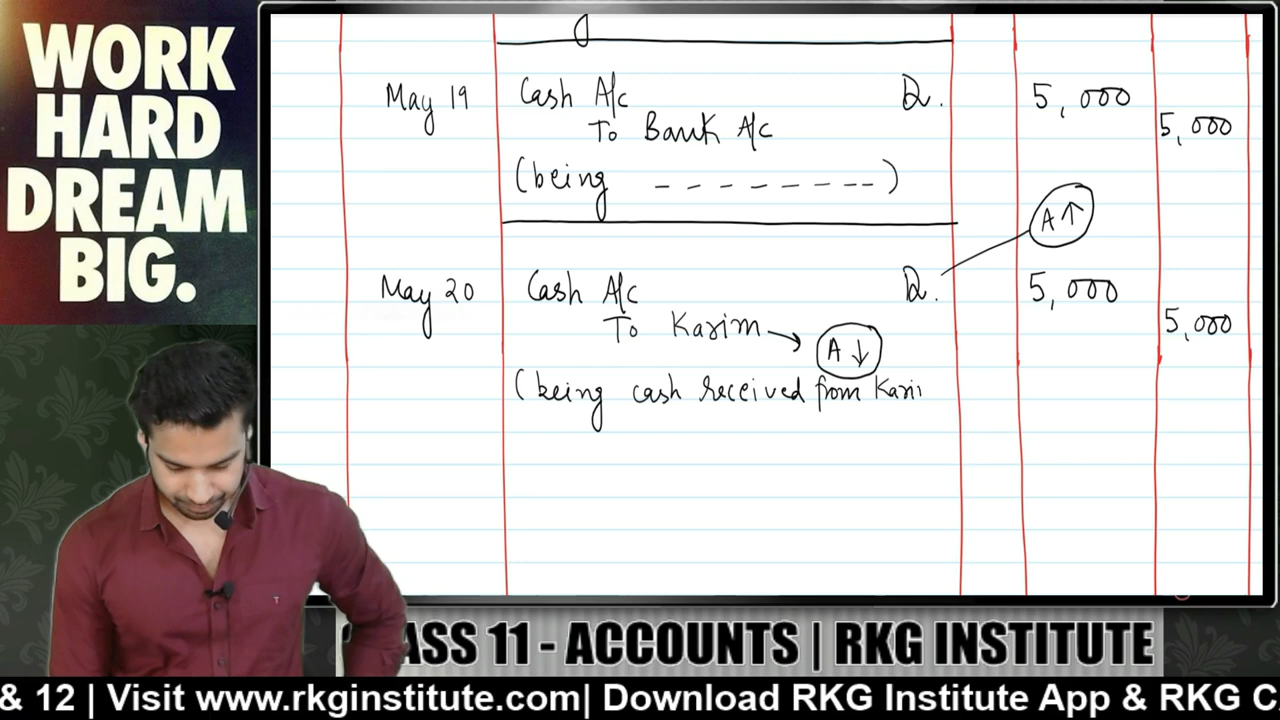 WORK
HARD
DREAM
BIG.
May 19 Cash A/c Dr. 5,000
To Bank A/c 5,000
(being - - - - - - - - -)
A ↑
May 20 Cash A/c Dr. 5,000
To Karim → 5,000
A ↓
(being cash received from Kari
ASS 11 - ACCOUNTS | RKG INSTITUTE
& 12 | Visit www.rkginstitute.com| Download RKG Institute App & RKG C